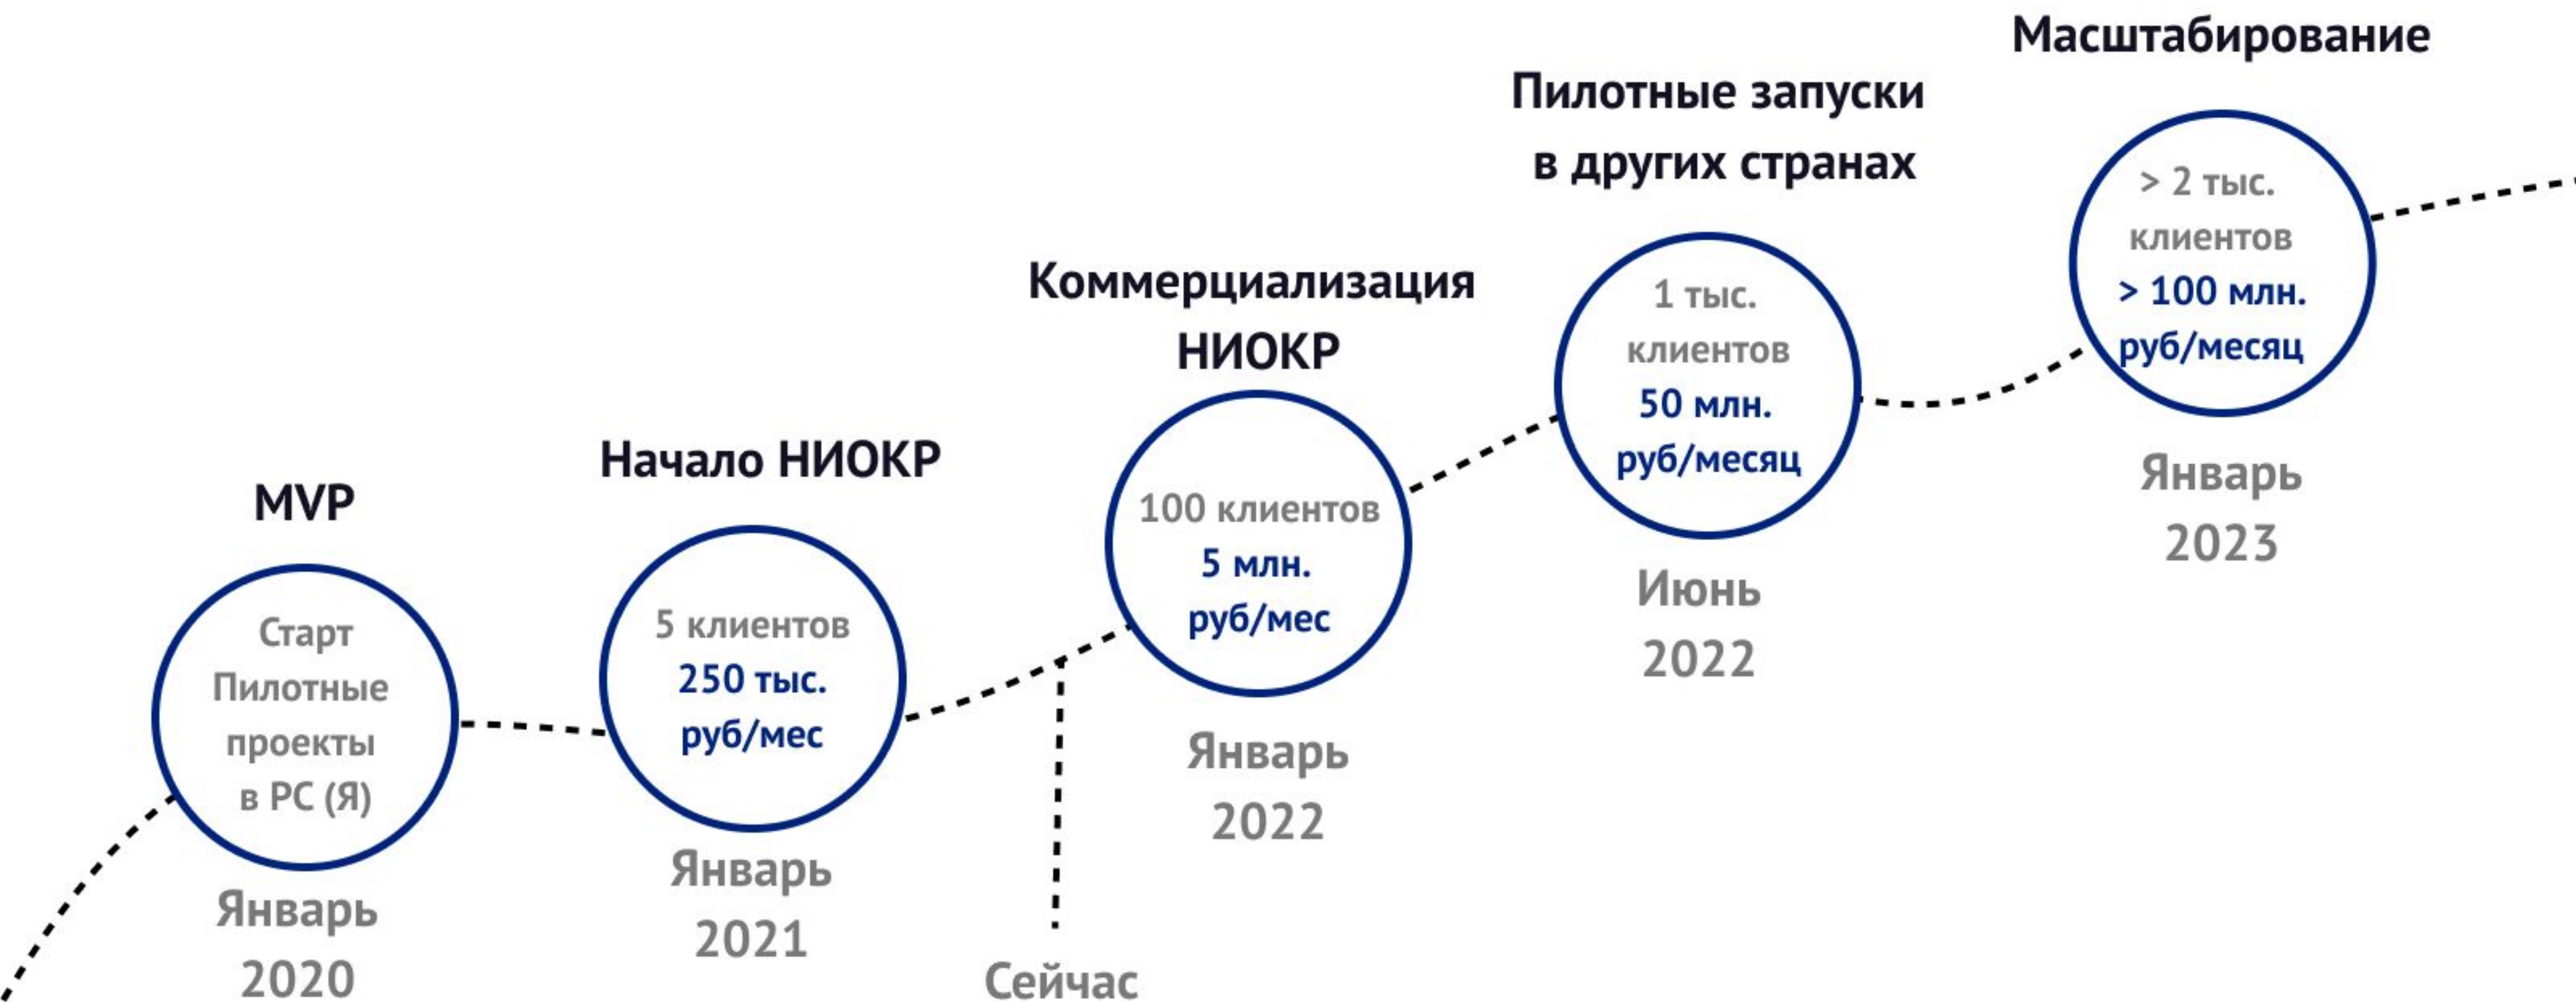 MVP
Старт
Пилотные
проекты
в РС (Я)
Январь
2020
Начало НИОКР
5 клиентов
250 тыс.
руб/мес
Январь
2021
Сейчас
Коммерциализация
НИОКР
100 клиентов
5 млн.
руб/мес
Январь
2022
Пилотные запуски
в других странах
1 тыс.
клиентов
50 млн.
руб/месяц
Июнь
2022
Масштабирование
> 2 тыс.
клиентов
> 100 млн.
руб/месяц
Январь
2023